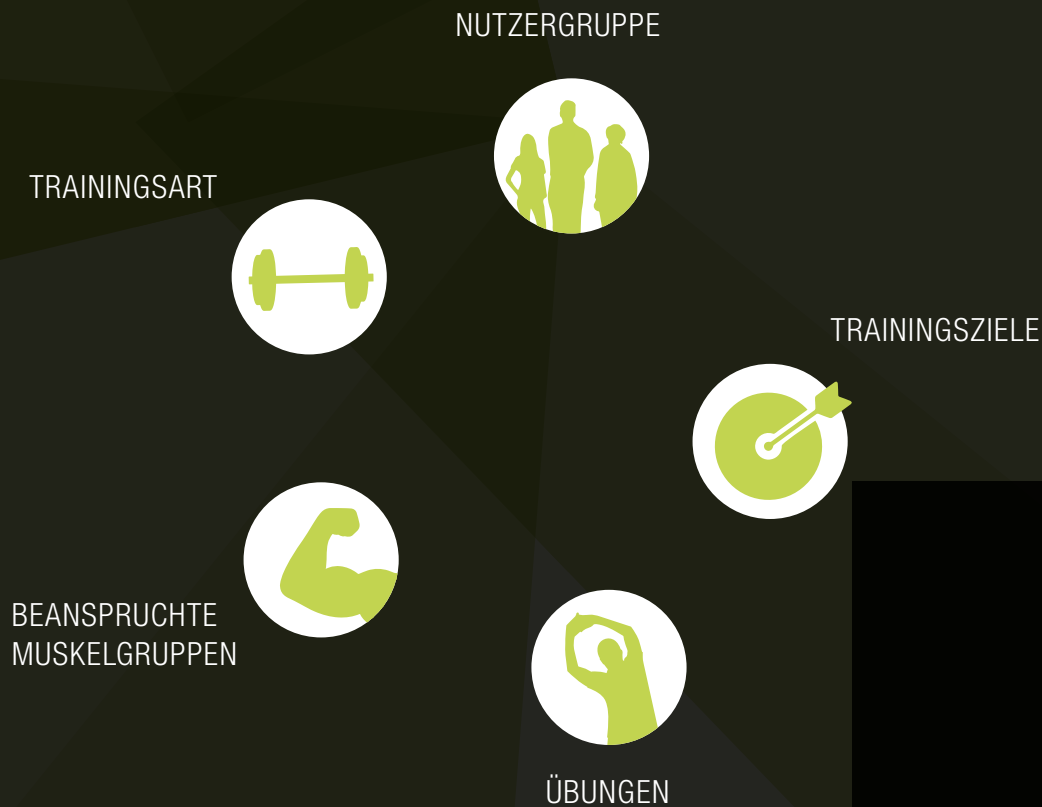 NUTZERGRUPPE
TRAININGSART
TRAININGSZIELE
BEANSPRUCHTE
MUSKELGRUPPEN
ÜBUNGEN